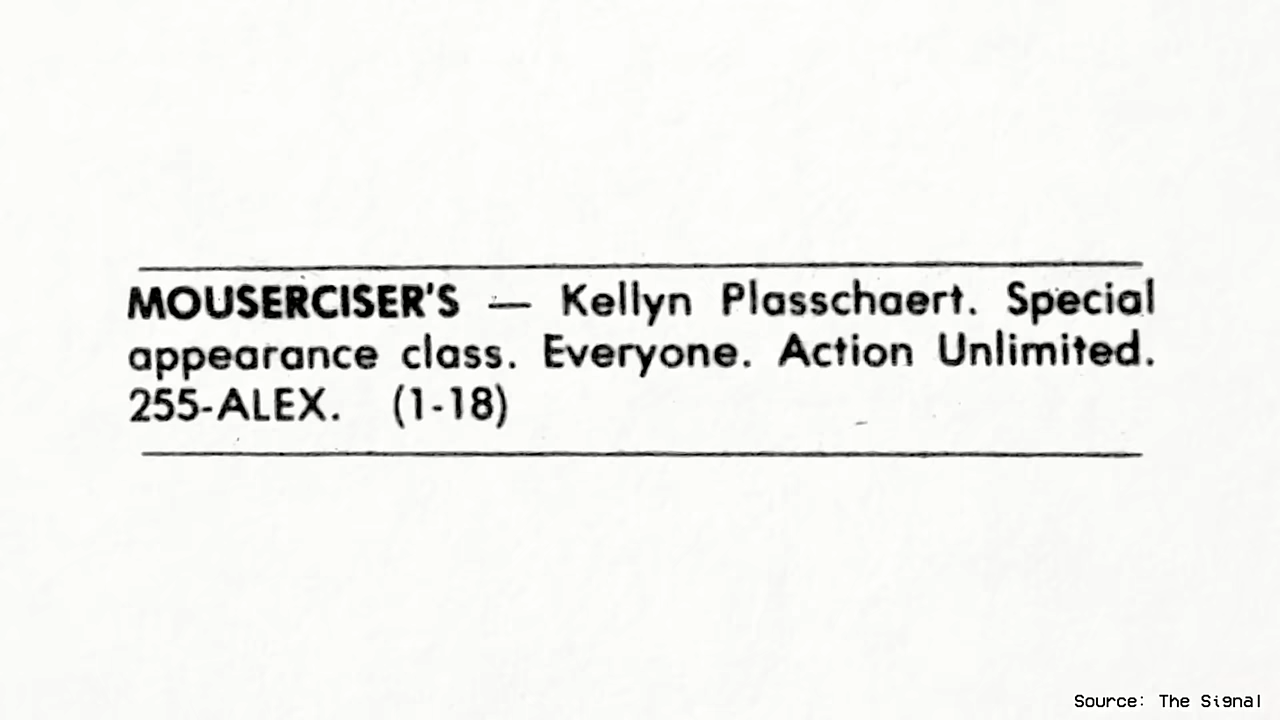 MOUSERCISER'S — Kellyn Plasschaert. Special
appearance class. Everyone. Action Unlimited.
255-ALEX. (1-18)
Source: The Signal